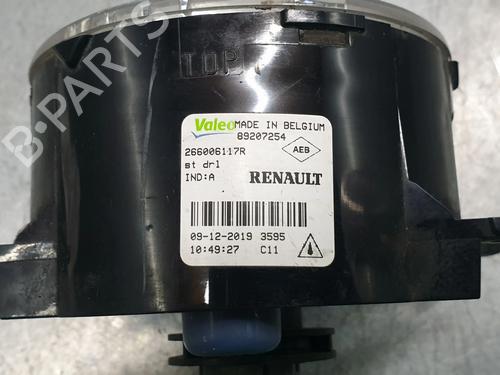 TOP
Valeo MADE IN BELGIUM
89207254
266006117R
AEB
st drl
IND:A
RENAULT
09-12-2019 3595
10:49:27 C11
B-PARTS